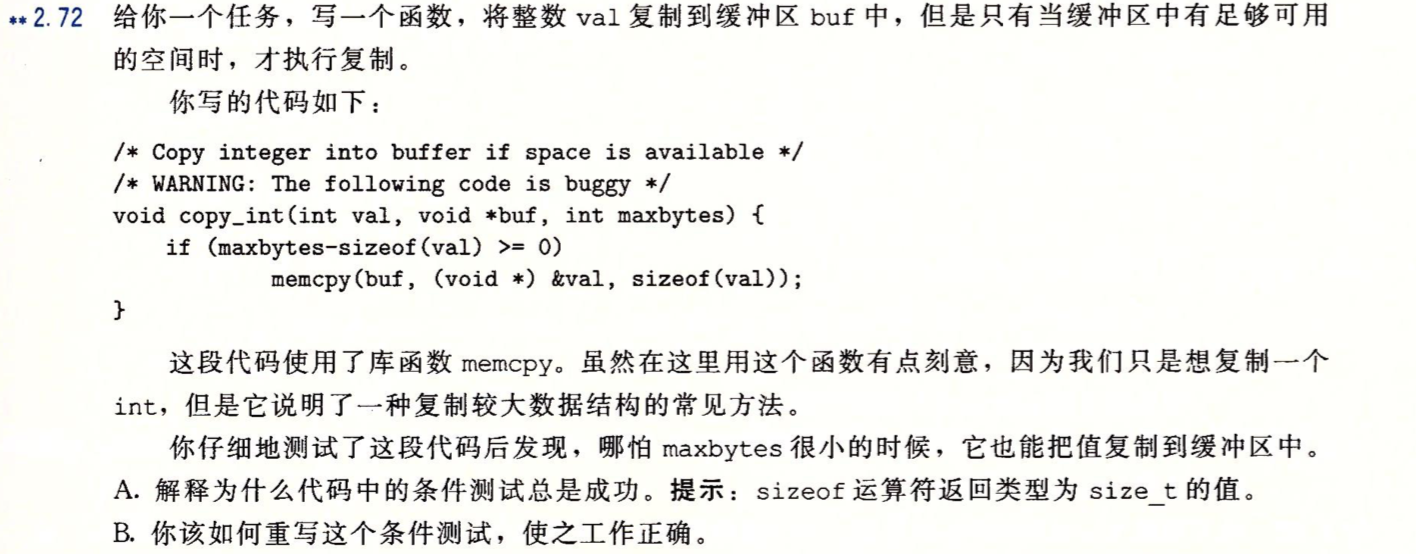 ** 2.72 给你一个任务，写一个函数，将整数 val 复制到缓冲区 buf 中，但是只有当缓冲区中有足够可用
的空间时，才执行复制。
你写的代码如下：
/* Copy integer into buffer if space is available */
/* WARNING: The following code is buggy */
void copy_int(int val, void *buf, int maxbytes) {
    if (maxbytes-sizeof(val) >= 0)
            memcpy(buf, (void *) &val, sizeof(val));
}
这段代码使用了库函数 memcpy。虽然在这里用这个函数有点刻意，因为我们只是想复制一个
int，但是它说明了一种复制较大数据结构的常见方法。
你仔细地测试了这段代码后发现，哪怕 maxbytes 很小的时候，它也能把值复制到缓冲区中。
A. 解释为什么代码中的条件测试总是成功。提示：sizeof 运算符返回类型为 size_t 的值。
B. 你该如何重写这个条件测试，使之工作正确。